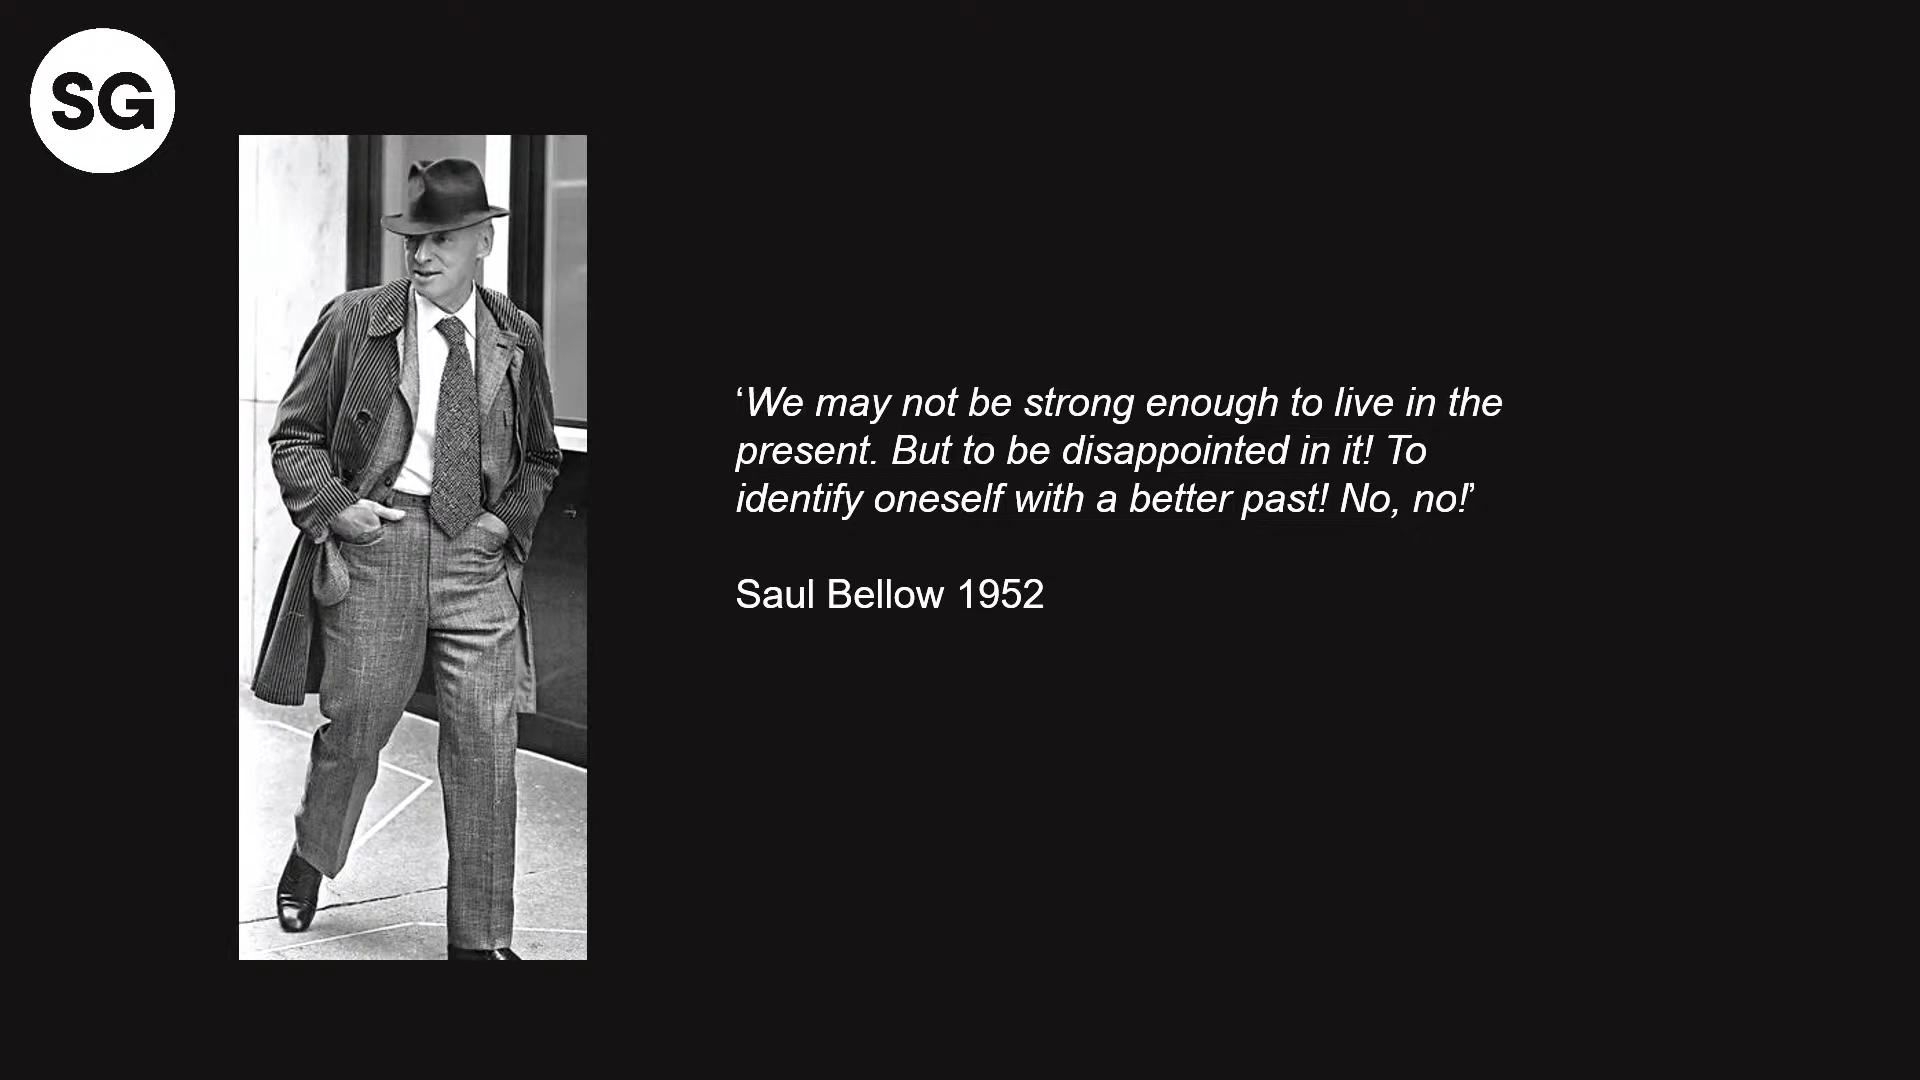 SG
‘We may not be strong enough to live in the
present. But to be disappointed in it! To
identify oneself with a better past! No, no!’
Saul Bellow 1952